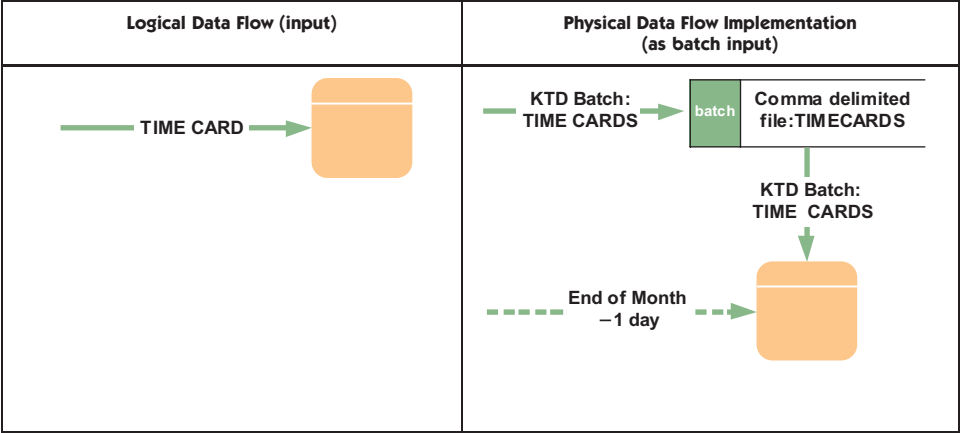 Logical Data Flow (input)
Physical Data Flow Implementation
(as batch input)
TIME CARD
KTD Batch:
TIME CARDS
batch
Comma delimited
file:TIMECARDS
KTD Batch:
TIME CARDS
End of Month
−1 day